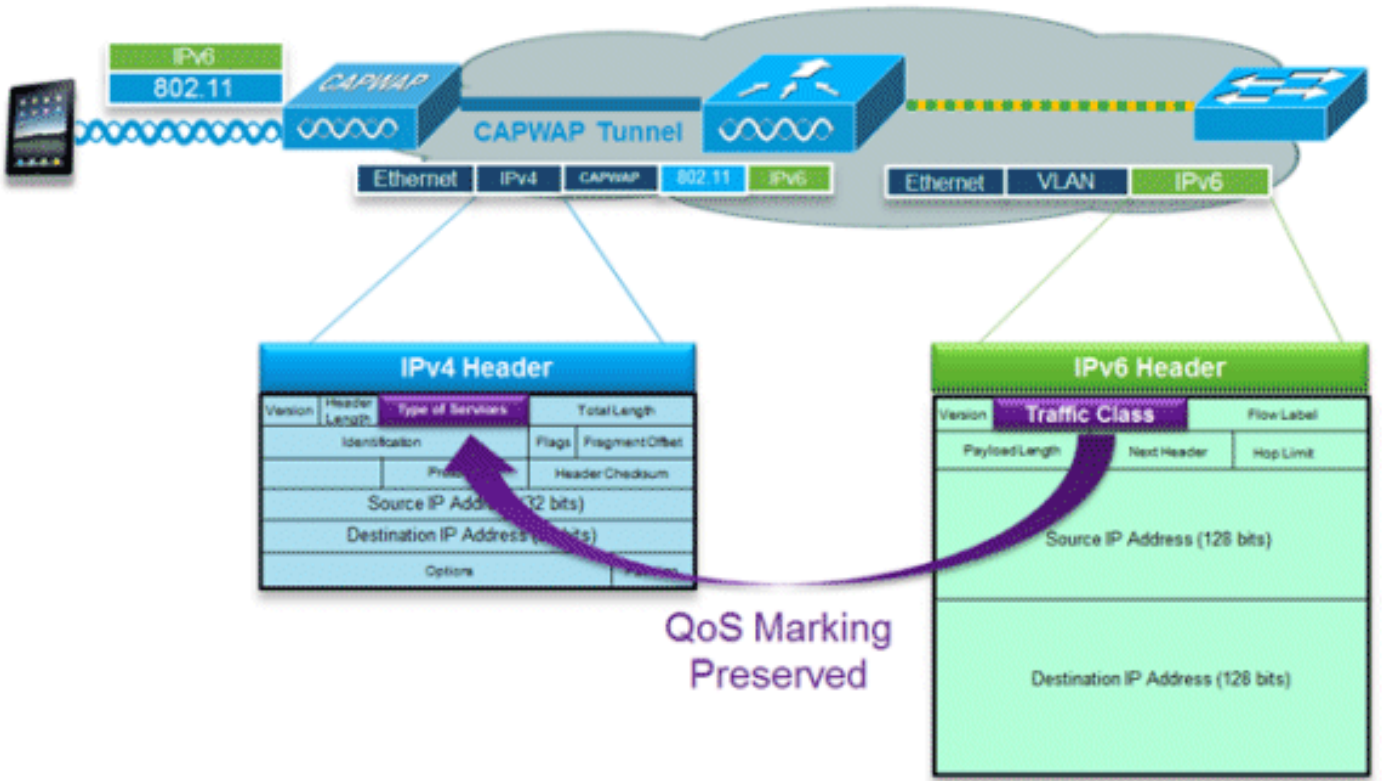 IPv6
802.11
CAPWAP
CAPWAP Tunnel
Ethernet IPv4 CAPWAP 802.11 IPv6
Ethernet VLAN IPv6
IPv4 Header
Version Header Length Type of Services Total Length
Identification Flags Fragment Offset
Header Checksum
Source IP Address (32 bits)
Destination IP Address
Options
IPv6 Header
Version Traffic Class Flow Label
Payload Length Next Header Hop Limit
Source IP Address (128 bits)
Destination IP Address (128 bits)
QoS Marking
Preserved